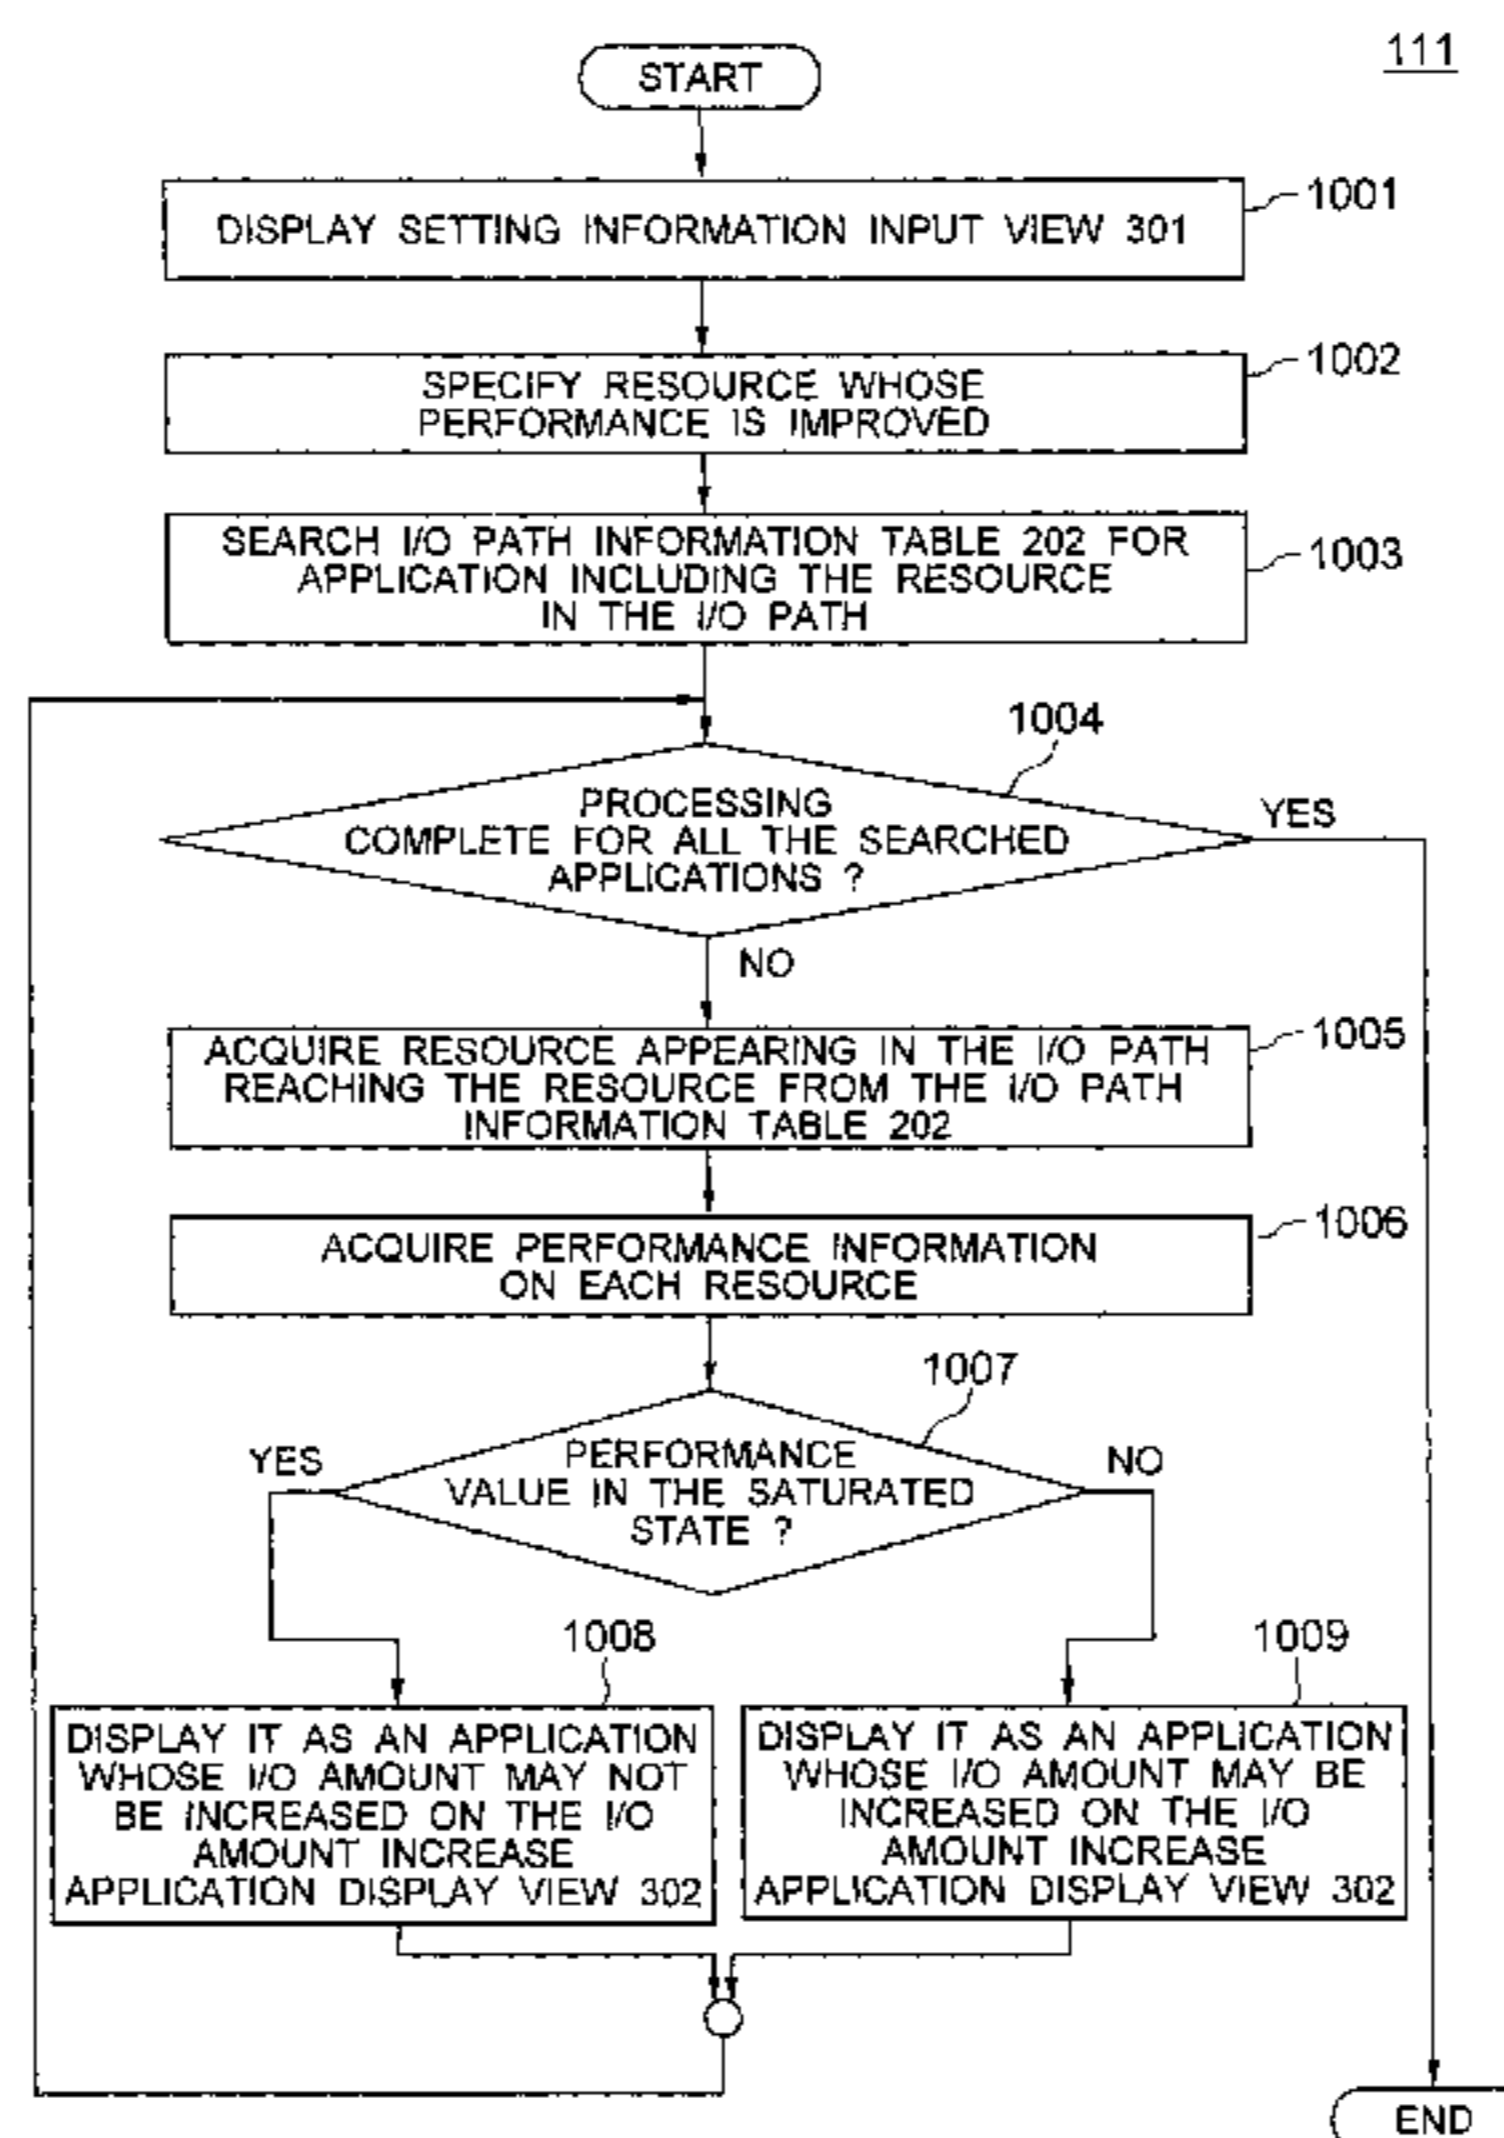 111
START
1001
DISPLAY SETTING INFORMATION INPUT VIEW 301
1002
SPECIFY RESOURCE WHOSE
PERFORMANCE IS IMPROVED
1003
SEARCH I/O PATH INFORMATION TABLE 202 FOR
APPLICATION INCLUDING THE RESOURCE
IN THE I/O PATH
1004
PROCESSING
COMPLETE FOR ALL THE SEARCHED
APPLICATIONS ?
YES
NO
1005
ACQUIRE RESOURCE APPEARING IN THE I/O PATH
REACHING THE RESOURCE FROM THE I/O PATH
INFORMATION TABLE 202
1006
ACQUIRE PERFORMANCE INFORMATION
ON EACH RESOURCE
1007
PERFORMANCE
VALUE IN THE SATURATED
STATE ?
YES
NO
1008
DISPLAY IT AS AN APPLICATION
WHOSE I/O AMOUNT MAY NOT
BE INCREASED ON THE I/O
AMOUNT INCREASE
APPLICATION DISPLAY VIEW 302
1009
DISPLAY IT AS AN APPLICATION
WHOSE I/O AMOUNT MAY BE
INCREASED ON THE I/O
AMOUNT INCREASE
APPLICATION DISPLAY VIEW 302
END